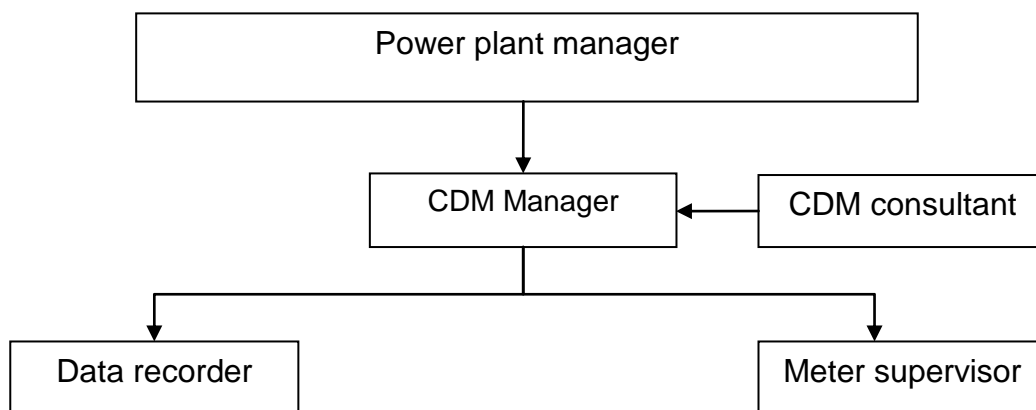 Power plant manager
CDM Manager
CDM consultant
Data recorder
Meter supervisor